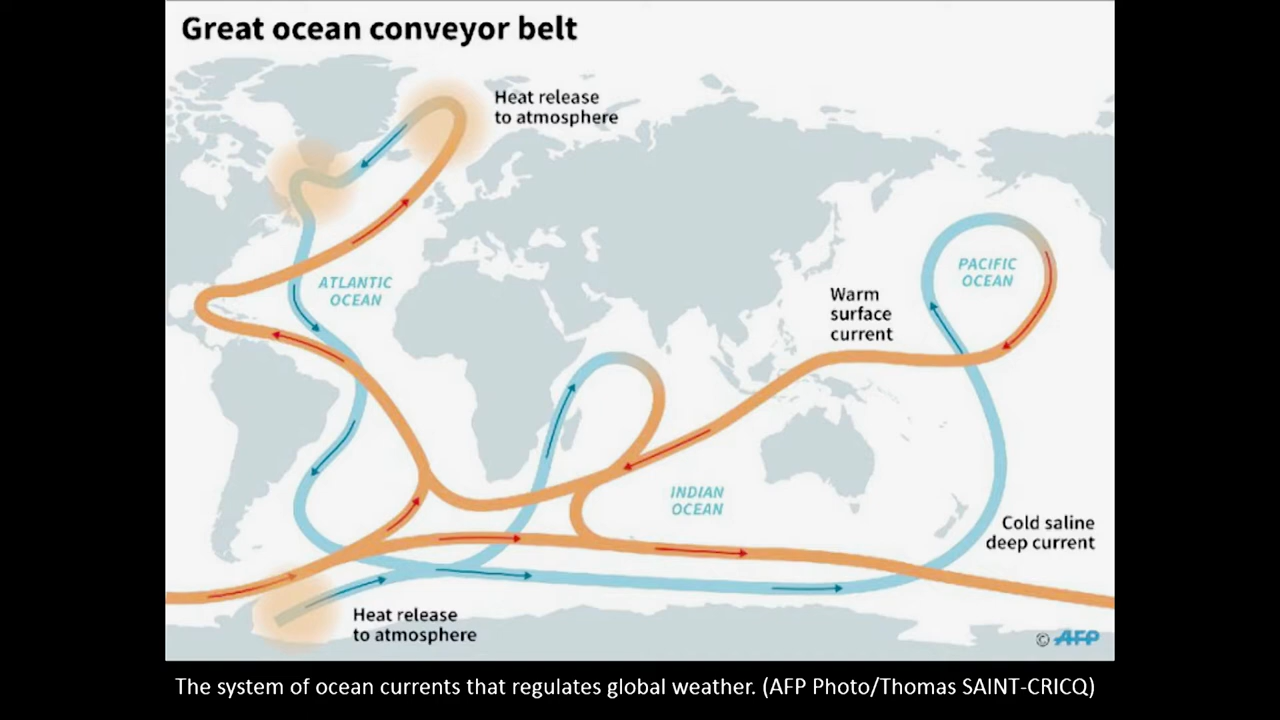 Great ocean conveyor belt
Heat release
to atmosphere
ATLANTIC
OCEAN
PACIFIC
OCEAN
Warm
surface
current
INDIAN
OCEAN
Cold saline
deep current
Heat release
to atmosphere
© AFP
The system of ocean currents that regulates global weather. (AFP Photo/Thomas SAINT-CRICQ)